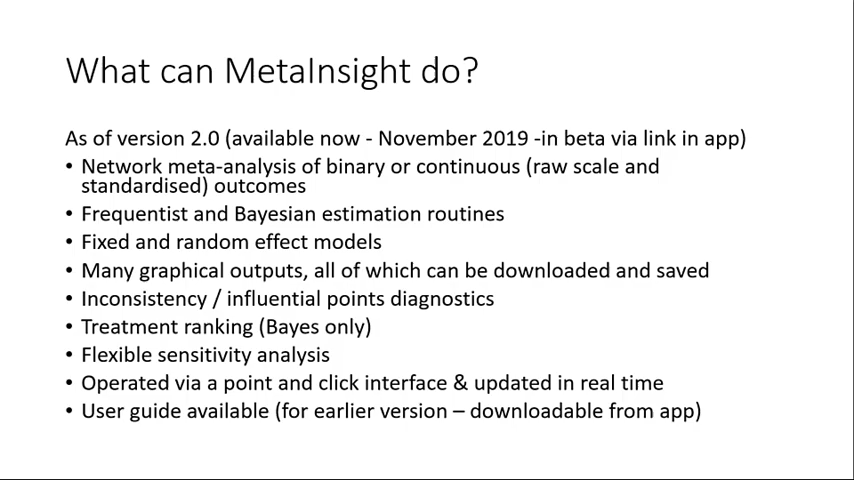 What can MetaInsight do?
As of version 2.0 (available now - November 2019 -in beta via link in app)
• Network meta-analysis of binary or continuous (raw scale and
standardised) outcomes
• Frequentist and Bayesian estimation routines
• Fixed and random effect models
• Many graphical outputs, all of which can be downloaded and saved
• Inconsistency / influential points diagnostics
• Treatment ranking (Bayes only)
• Flexible sensitivity analysis
• Operated via a point and click interface & updated in real time
• User guide available (for earlier version – downloadable from app)